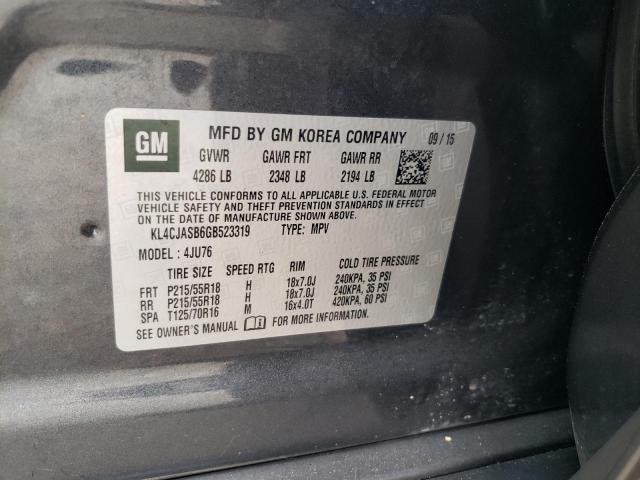 GM MFD BY GM KOREA COMPANY 09/15
GVWR GAWR FRT GAWR RR
4286 LB 2348 LB 2194 LB
THIS VEHICLE CONFORMS TO ALL APPLICABLE U.S. FEDERAL MOTOR
VEHICLE SAFETY AND THEFT PREVENTION STANDARDS IN EFFECT
ON THE DATE OF MANUFACTURE SHOWN ABOVE.
KL4CJASB6GB523319 TYPE: MPV
MODEL: 4JU76
TIRE SIZE SPEED RTG RIM COLD TIRE PRESSURE
FRT P215/55R18 H 18x7.0J 240KPA, 35 PSI
RR P215/55R18 H 18x7.0J 240KPA, 35 PSI
SPA T125/70R16 M 16x4.0T 420KPA, 60 PSI
SEE OWNER'S MANUAL FOR MORE INFORMATION.